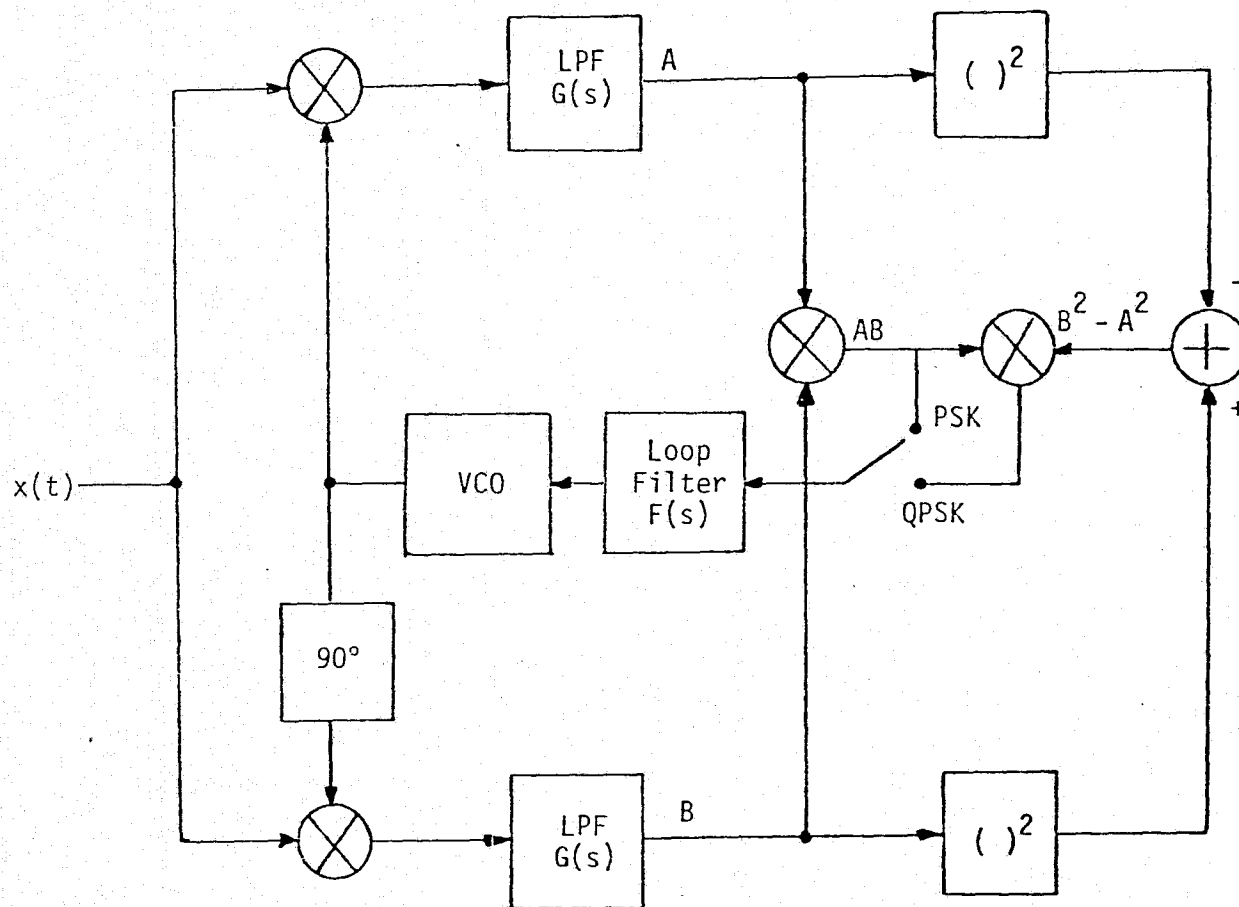 LPF
G(s)
A
( )²
AB
B² - A²
-
+
PSK
x(t)
VCO
Loop
Filter
F(s)
QPSK
90°
LPF
G(s)
B
( )²